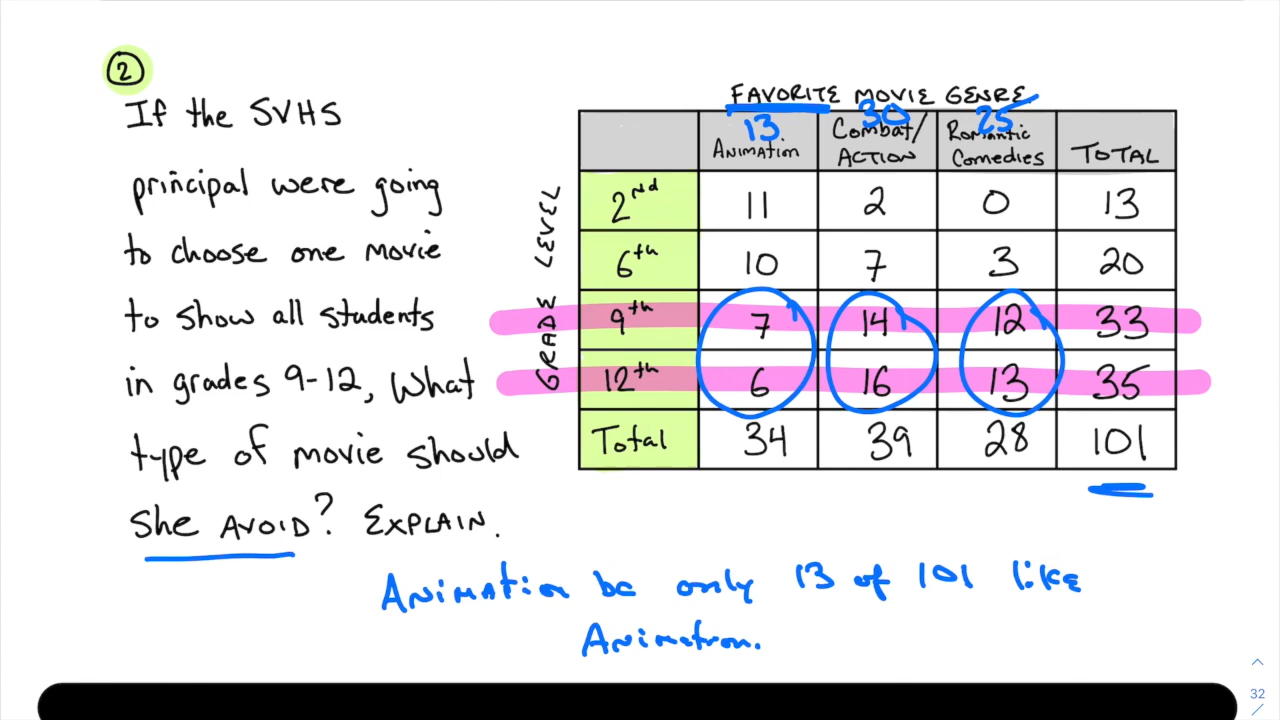 2
If the SVHS
principal were going
to choose one movie
to show all students
in grades 9-12, What
type of movie should
she AVOID? EXPLAIN.
FAVORITE MOVIE GENRE
13 30 25
ANIMATION Combat/ACTION Romantic Comedies TOTAL
GRADE LEVEL
2nd 11 2 0 13
6th 10 7 3 20
9th 7 14 12 33
12th 6 16 13 35
Total 34 39 28 101
Animation bc only 13 of 101 like
Animation.
32